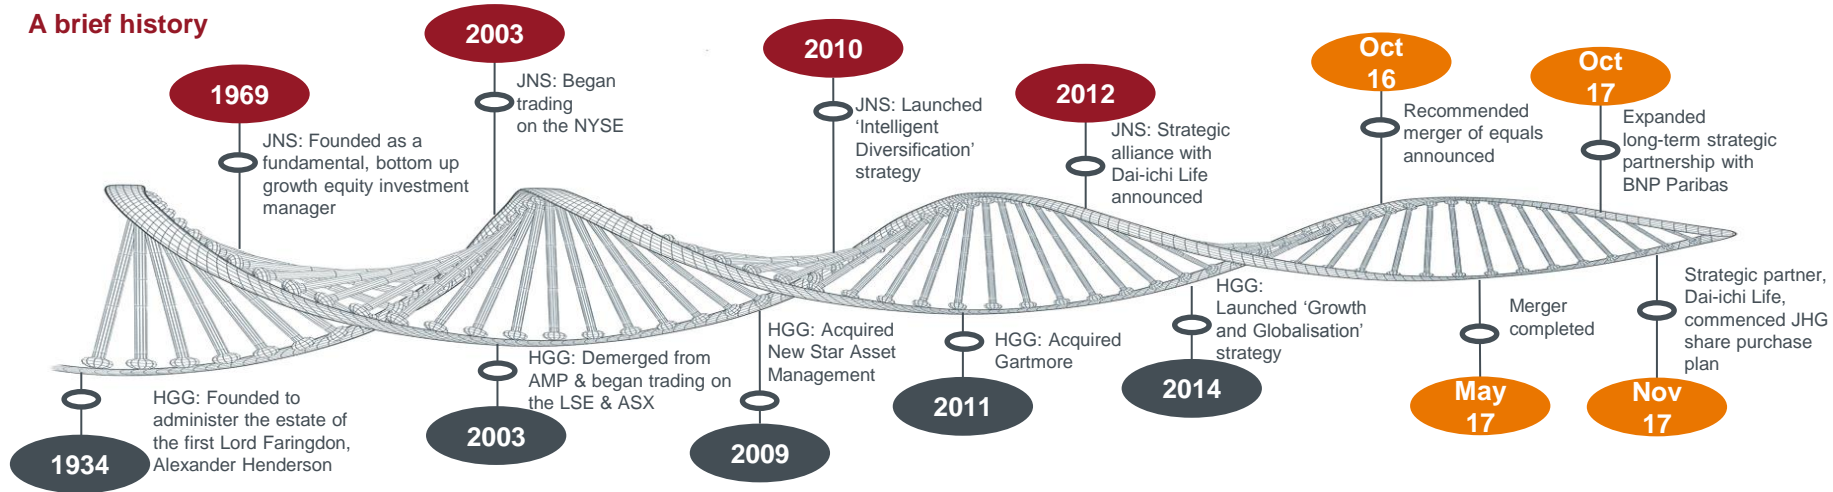 A brief history
1969
JNS: Founded as a
fundamental, bottom up
growth equity investment
manager
2003
JNS: Began
trading
on the NYSE
2010
JNS: Launched
‘Intelligent
Diversification’
strategy
2012
JNS: Strategic
alliance with
Dai-ichi Life
announced
Oct
16
Recommended
merger of equals
announced
Oct
17
Expanded
long-term strategic
partnership with
BNP Paribas
1934
HGG: Founded to
administer the estate of
the first Lord Faringdon,
Alexander Henderson
2003
HGG: Demerged from
AMP & began trading on
the LSE & ASX
2009
HGG: Acquired
New Star Asset
Management
2011
HGG: Acquired
Gartmore
2014
HGG:
Launched ‘Growth
and Globalisation’
strategy
May
17
Merger
completed
Nov
17
Strategic partner,
Dai-ichi Life,
commenced JHG
share purchase
plan